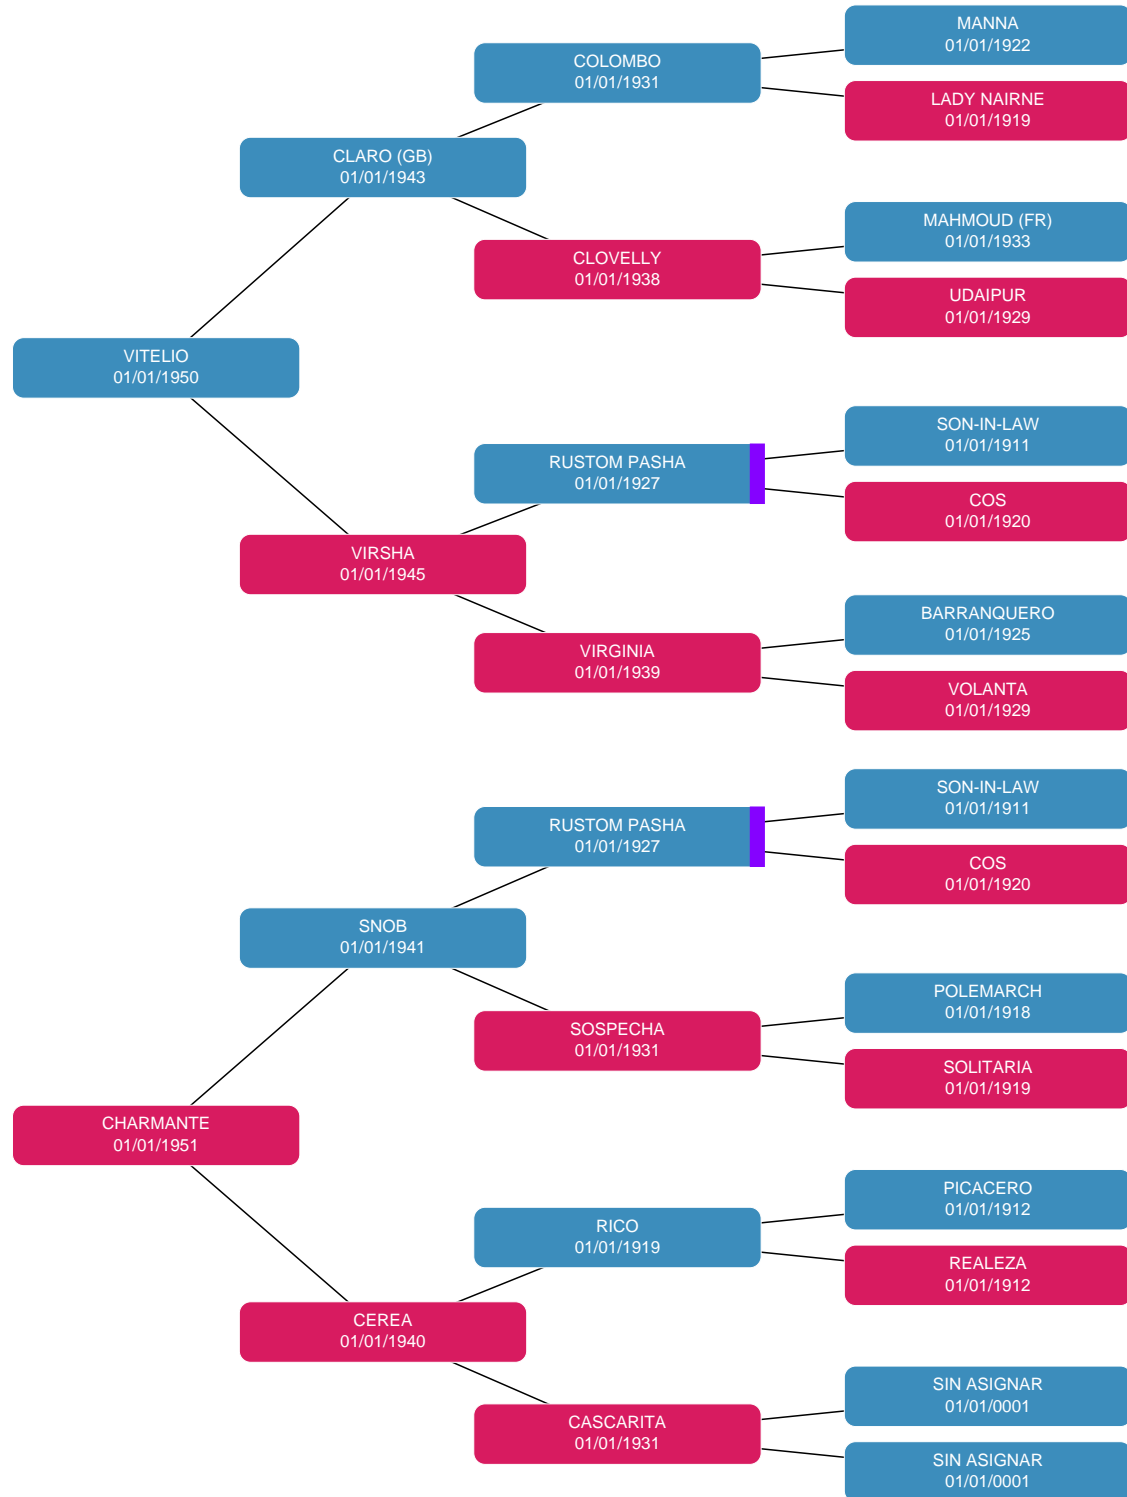 MANNA
01/01/1922
COLOMBO
01/01/1931
LADY NAIRNE
01/01/1919
CLARO (GB)
01/01/1943
MAHMOUD (FR)
01/01/1933
CLOVELLY
01/01/1938
UDAIPUR
01/01/1929
VITELIO
01/01/1950
SON-IN-LAW
01/01/1911
RUSTOM PASHA
01/01/1927
COS
01/01/1920
VIRSHA
01/01/1945
BARRANQUERO
01/01/1925
VIRGINIA
01/01/1939
VOLANTA
01/01/1929
SON-IN-LAW
01/01/1911
RUSTOM PASHA
01/01/1927
COS
01/01/1920
SNOB
01/01/1941
POLEMARCH
01/01/1918
SOSPECHA
01/01/1931
SOLITARIA
01/01/1919
CHARMANTE
01/01/1951
PICACERO
01/01/1912
RICO
01/01/1919
REALEZA
01/01/1912
CEREA
01/01/1940
SIN ASIGNAR
01/01/0001
CASCARITA
01/01/1931
SIN ASIGNAR
01/01/0001